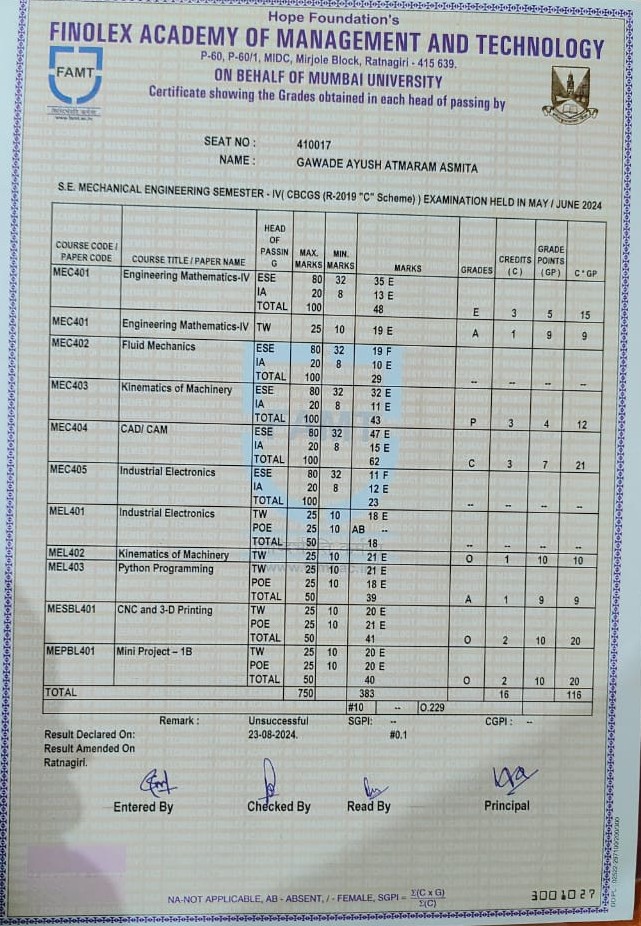 Hope Foundation's
FINOLEX ACADEMY OF MANAGEMENT AND TECHNOLOGY
P-60, P-60/1, MIDC, Mirjole Block, Ratnagiri - 415 639.
ON BEHALF OF MUMBAI UNIVERSITY
Certificate showing the Grades obtained in each head of passing by
FAMT
SEAT NO : 410017
NAME : GAWADE AYUSH ATMARAM ASMITA
S.E. MECHANICAL ENGINEERING SEMESTER - IV( CBCGS (R-2019 "C" Scheme) ) EXAMINATION HELD IN MAY / JUNE 2024
COURSE CODE / PAPER CODE COURSE TITLE / PAPER NAME HEAD OF PASSIN G MAX. MARKS MIN. MARKS MARKS GRADES CREDITS (C) GRADE POINTS (GP) C * GP
MEC401 Engineering Mathematics-IV ESE 80 32 35 E
IA 20 8 13 E
TOTAL 100 48 E 3 5 15
MEC401 Engineering Mathematics-IV TW 25 10 19 E A 1 9 9
MEC402 Fluid Mechanics ESE 80 32 19 F
IA 20 8 10 E
TOTAL 100 29 -- -- -- --
MEC403 Kinematics of Machinery ESE 80 32 32 E
IA 20 8 11 E
TOTAL 100 43 P 3 4 12
MEC404 CAD/ CAM ESE 80 32 47 E
IA 20 8 15 E
TOTAL 100 62 C 3 7 21
MEC405 Industrial Electronics ESE 80 32 11 F
IA 20 8 12 E
TOTAL 100 23 -- -- -- --
MEL401 Industrial Electronics TW 25 10 18 E
POE 25 10 AB --
TOTAL 50 18 -- -- -- --
MEL402 Kinematics of Machinery TW 25 10 21 E O 1 10 10
MEL403 Python Programming TW 25 10 21 E
POE 25 10 18 E
TOTAL 50 39 A 1 9 9
MESBL401 CNC and 3-D Printing TW 25 10 20 E
POE 25 10 21 E
TOTAL 50 41 O 2 10 20
MEPBL401 Mini Project – 1B TW 25 10 20 E
POE 25 10 20 E
TOTAL 50 40 O 2 10 20
TOTAL 750 383 16 116
#10 -- O.229
Remark : Unsuccessful SGPI: -- CGPI : --
Result Declared On: 23-08-2024. #0.1
Result Amended On
Ratnagiri.
Entered By Checked By Read By Principal
NA-NOT APPLICABLE, AB - ABSENT, / - FEMALE, SGPI = Σ(C x G) / Σ(C)
3001027